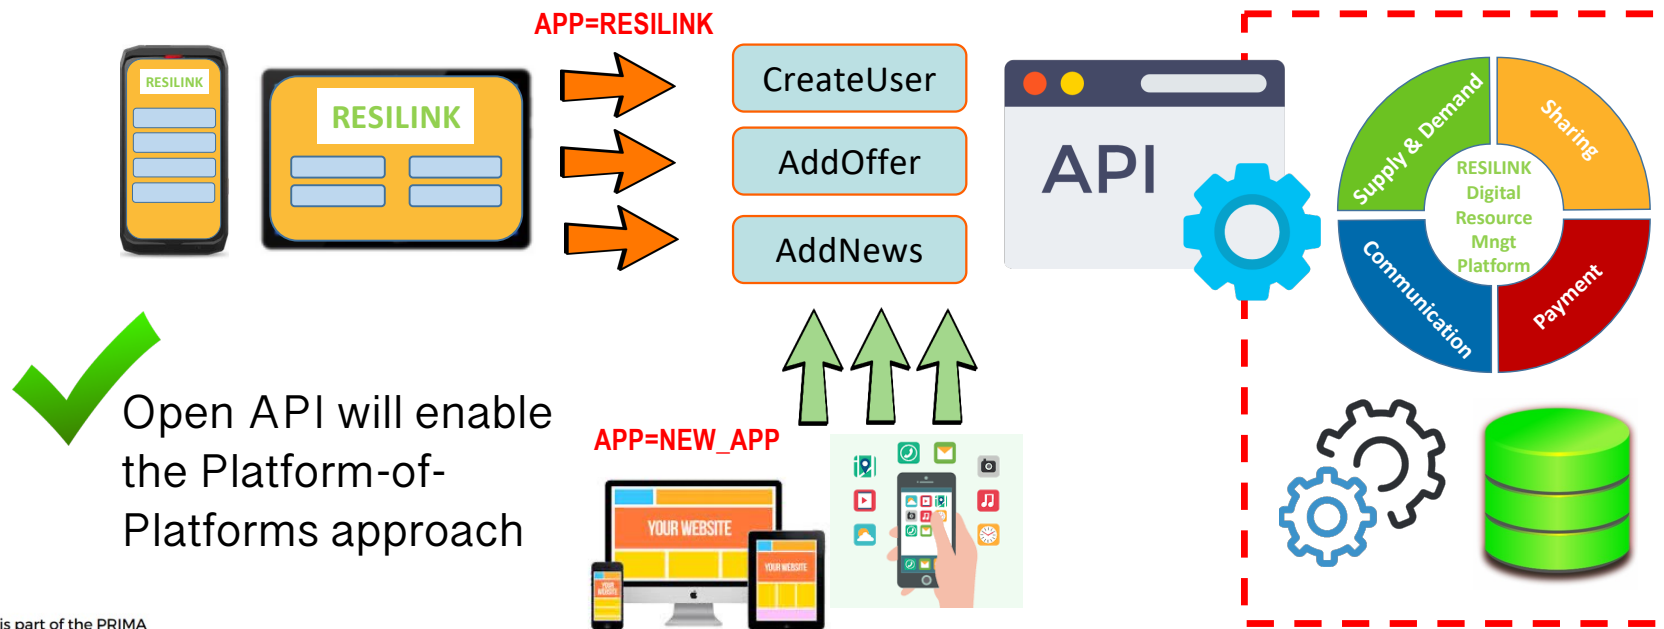 APP=RESILINK
RESILINK
RESILINK
CreateUser
AddOffer
AddNews
API
Supply & Demand
Sharing
Communication
Payment
RESILINK
Digital
Resource
Mngt
Platform
Open API will enable
the Platform-of-
Platforms approach
APP=NEW_APP
YOUR WEBSITE
YOUR WEBSITE
YOUR
WEBSITE
is part of the PRIMA